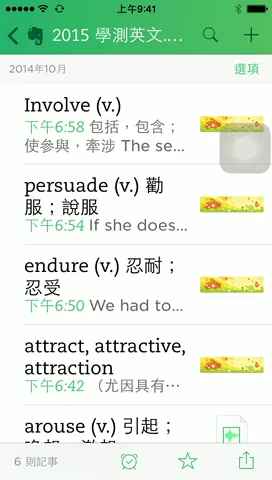 上午9:41
2015 學測英文....
2014年10月
選項
Involve (v.)
下午6:58 包括，包含；
使參與，牽涉 The se...
persuade (v.) 勸
服；說服
下午6:54 If she does...
endure (v.) 忍耐；
忍受
下午6:50 We had to...
attract, attractive,
attraction
下午6:42 （尤因具有…
arouse (v.) 引起；
6 則記事